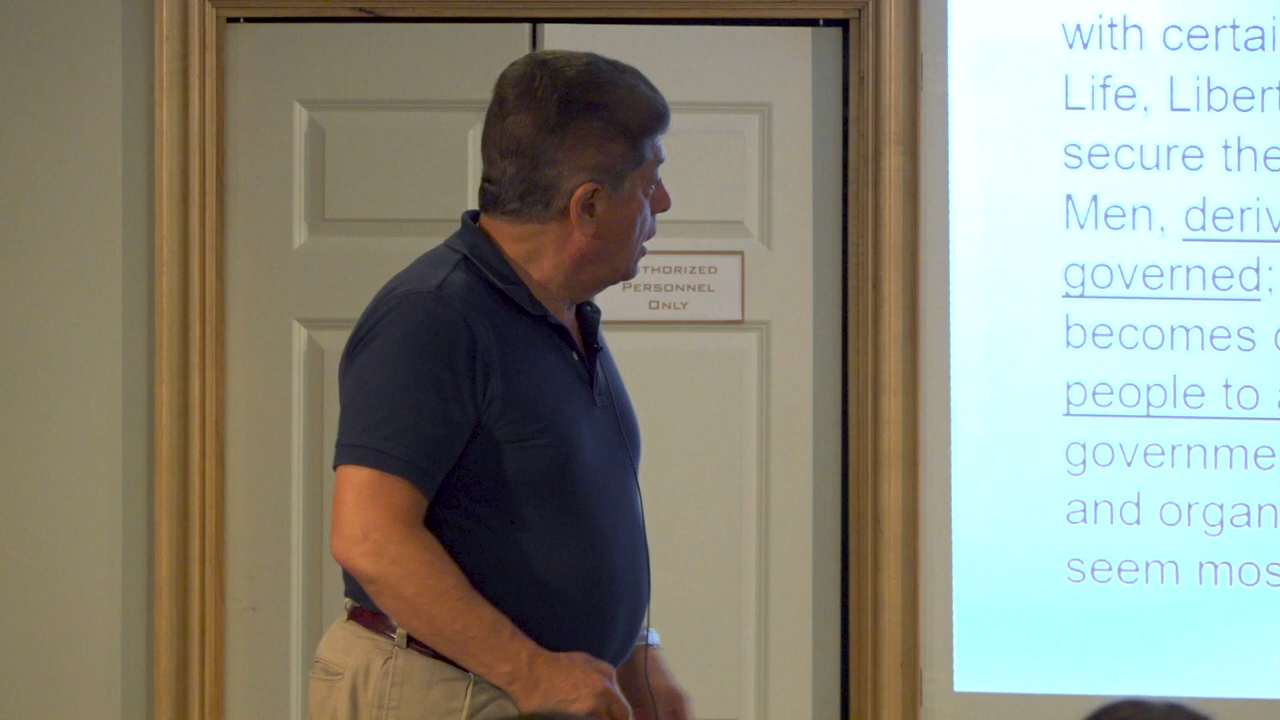 THORIZED
PERSONNEL
ONLY
with certai
Life, Libert
secure the
Men, deriv
governed;
becomes
people to
governme
and organ
seem mos